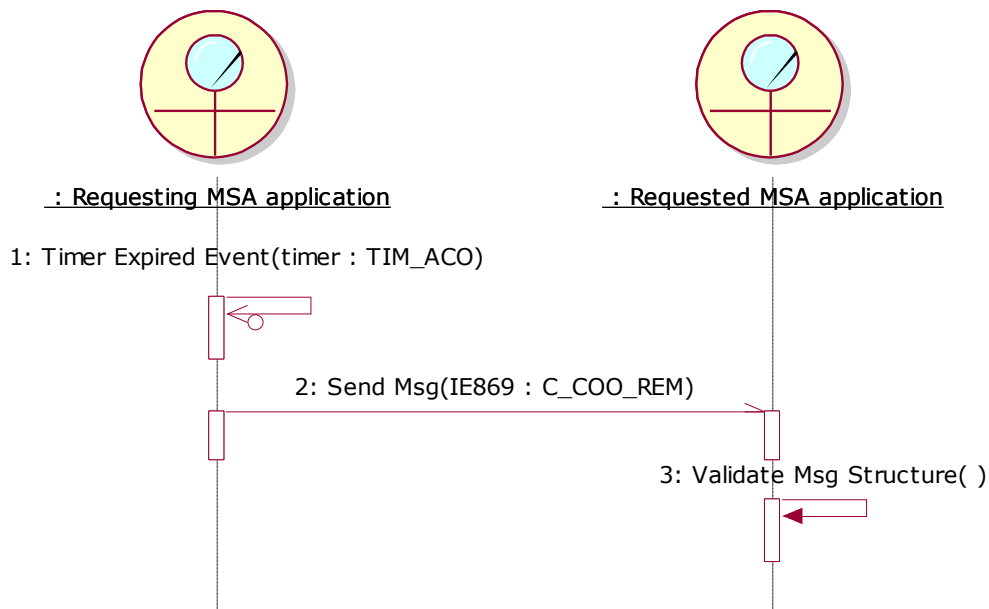 : Requesting MSA application
: Requested MSA application
1: Timer Expired Event(timer : TIM_ACO)
2: Send Msg(IE869 : C_COO_REM)
3: Validate Msg Structure( )